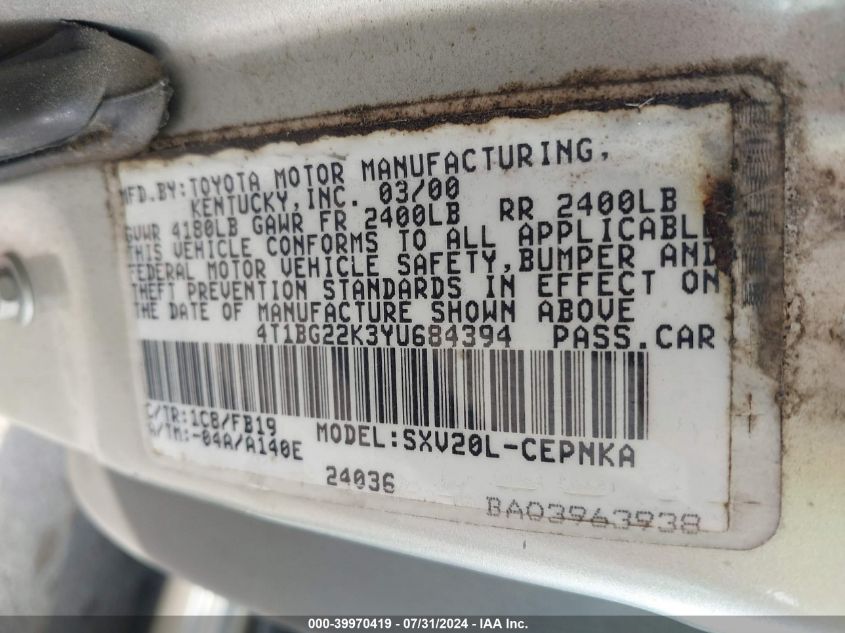 MFD.BY:TOYOTA MOTOR MANUFACTURING,
KENTUCKY,INC. 03/00
GVWR 4180LB GAWR FR 2400LB RR 2400LB
THIS VEHICLE CONFORMS TO ALL APPLICABLE
FEDERAL MOTOR VEHICLE SAFETY,BUMPER AND
THEFT PREVENTION STANDARDS IN EFFECT ON
THE DATE OF MANUFACTURE SHOWN ABOVE
4T1BG22K3YU684394 PASS.CAR
C/TR:1C8/FB19
A/TM:-04A/A140E
MODEL:SXV20L-CEPNKA
24036
BA03963938
000-39970419 / 07/31/2024 - IAA Inc.